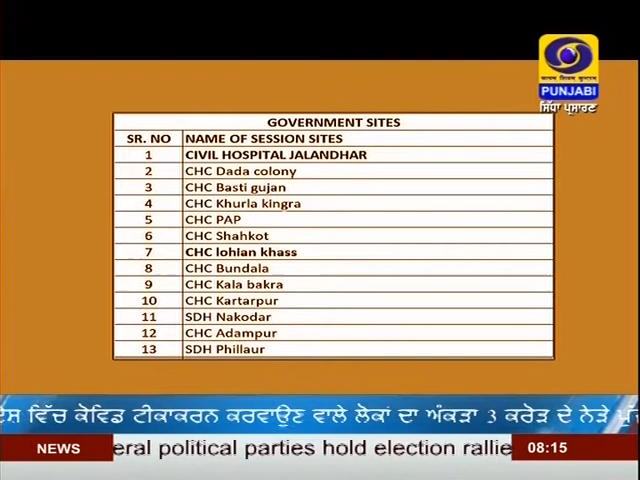 PUNJABI
ਸਿੱਧਾ ਪ੍ਰਸਾਰਣ
GOVERNMENT SITES
SR. NO NAME OF SESSION SITES
1 CIVIL HOSPITAL JALANDHAR
2 CHC Dada colony
3 CHC Basti gujan
4 CHC Khurla kingra
5 CHC PAP
6 CHC Shahkot
7 CHC lohian khass
8 CHC Bundala
9 CHC Kala bakra
10 CHC Kartarpur
11 SDH Nakodar
12 CHC Adampur
13 SDH Phillaur
ਵਿੱਚ ਕੋਵਿਡ ਟੀਕਾਕਰਨ ਕਰਵਾਉਣ ਵਾਲੇ ਲੋਕਾਂ ਦਾ ਅੰਕੜਾ 3 ਕਰੋੜ ਦੇ ਨੇੜੇ
NEWS eral political parties hold election rallie 08:15